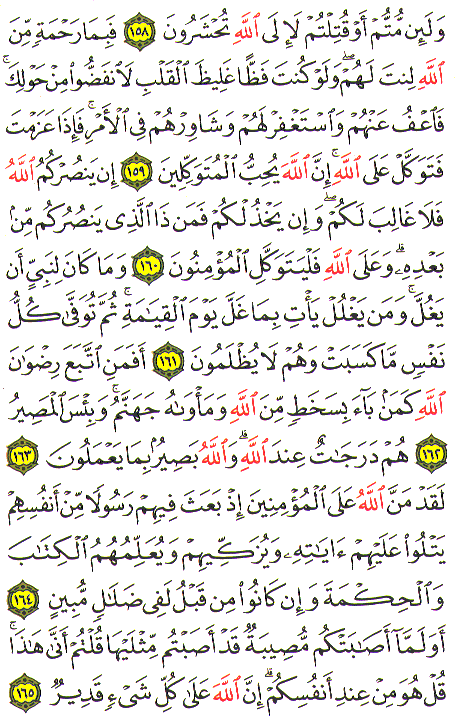 وَلَئِن مُّتُّمْ أَوْ قُتِلْتُمْ لَإِلَى ٱللَّهِ تُحْشَرُونَ ١٥٨ فَبِمَا رَحْمَةٍ مِّنَ
ٱللَّهِ لِنتَ لَهُمْ ۖ وَلَوْ كُنتَ فَظًّا غَلِيظَ ٱلْقَلْبِ لَٱنفَضُّوا۟ مِنْ حَوْلِكَ ۖ
فَٱعْفُ عَنْهُمْ وَٱسْتَغْفِرْ لَهُمْ وَشَاوِرْهُمْ فِى ٱلْأَمْرِ ۖ فَإِذَا عَزَمْتَ
فَتَوَكَّلْ عَلَى ٱللَّهِ ۚ إِنَّ ٱللَّهَ يُحِبُّ ٱلْمُتَوَكِّلِينَ ١٥٩ إِن يَنصُرْكُمُ ٱللَّهُ
فَلَا غَالِبَ لَكُمْ ۖ وَإِن يَخْذُلْكُمْ فَمَن ذَا ٱلَّذِى يَنصُرُكُم مِّنۢ
بَعْدِهِۦ ۗ وَعَلَى ٱللَّهِ فَلْيَتَوَكَّلِ ٱلْمُؤْمِنُونَ ١٦٠ وَمَا كَانَ لِنَبِىٍّ أَن
يَغُلَّ ۚ وَمَن يَغْلُلْ يَأْتِ بِمَا غَلَّ يَوْمَ ٱلْقِيَٰمَةِ ۚ ثُمَّ تُوَفَّىٰ كُلُّ
نَفْسٍ مَّا كَسَبَتْ وَهُمْ لَا يُظْلَمُونَ ١٦١ أَفَمَنِ ٱتَّبَعَ رِضْوَٰنَ
ٱللَّهِ كَمَنۢ بَآءَ بِسَخَطٍ مِّنَ ٱللَّهِ وَمَأْوَىٰهُ جَهَنَّمُ ۚ وَبِئْسَ ٱلْمَصِيرُ
١٦٢ هُمْ دَرَجَٰتٌ عِندَ ٱللَّهِ ۗ وَٱللَّهُ بَصِيرٌۢ بِمَا يَعْمَلُونَ ١٦٣
لَقَدْ مَنَّ ٱللَّهُ عَلَى ٱلْمُؤْمِنِينَ إِذْ بَعَثَ فِيهِمْ رَسُولًا مِّنْ أَنفُسِهِمْ
يَتْلُوا۟ عَلَيْهِمْ ءَايَٰتِهِۦ وَيُزَكِّيهِمْ وَيُعَلِّمُهُمُ ٱلْكِتَٰبَ
وَٱلْحِكْمَةَ وَإِن كَانُوا۟ مِن قَبْلُ لَفِى ضَلَٰلٍ مُّبِينٍ ١٦٤
أَوَلَمَّآ أَصَٰبَتْكُم مُّصِيبَةٌ قَدْ أَصَبْتُم مِّثْلَيْهَا قُلْتُمْ أَنَّىٰ هَٰذَا ۖ
قُلْ هُوَ مِنْ عِندِ أَنفُسِكُمْ ۗ إِنَّ ٱللَّهَ عَلَىٰ كُلِّ شَىْءٍ قَدِيرٌ ١٦٥